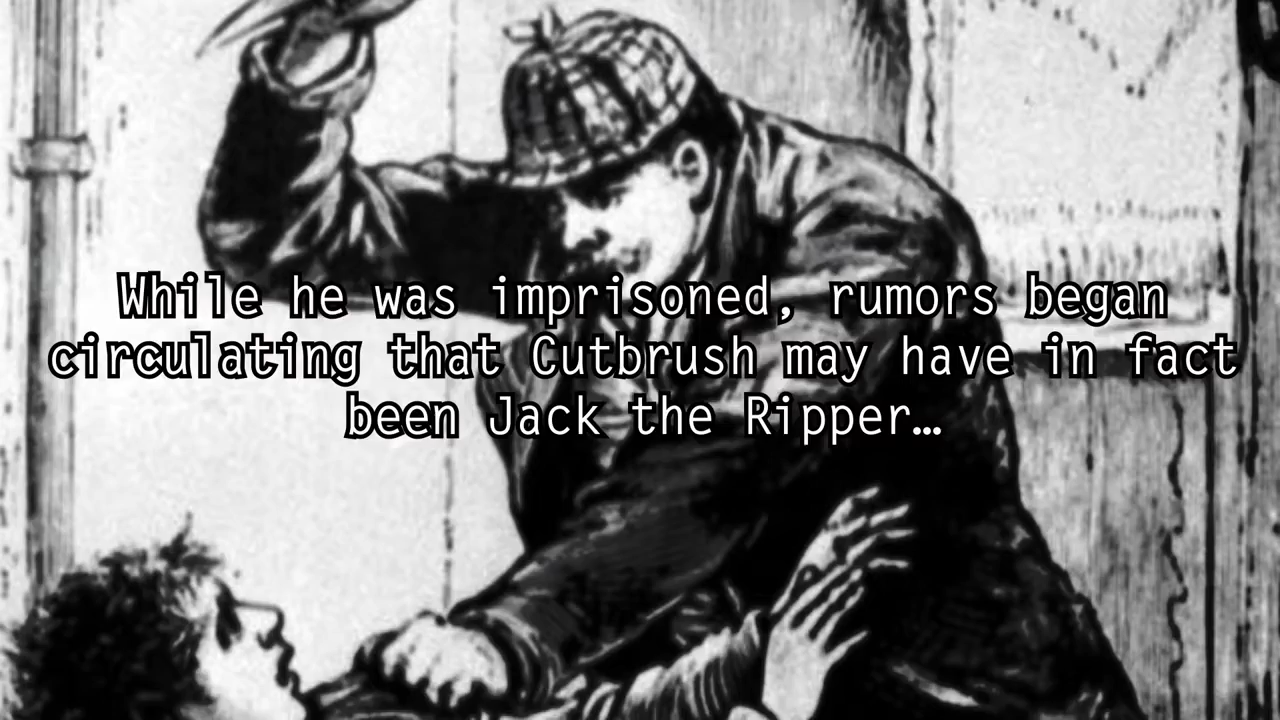 While he was imprisoned, rumors began
circulating that Cutbrush may have in fact
been Jack the Ripper…